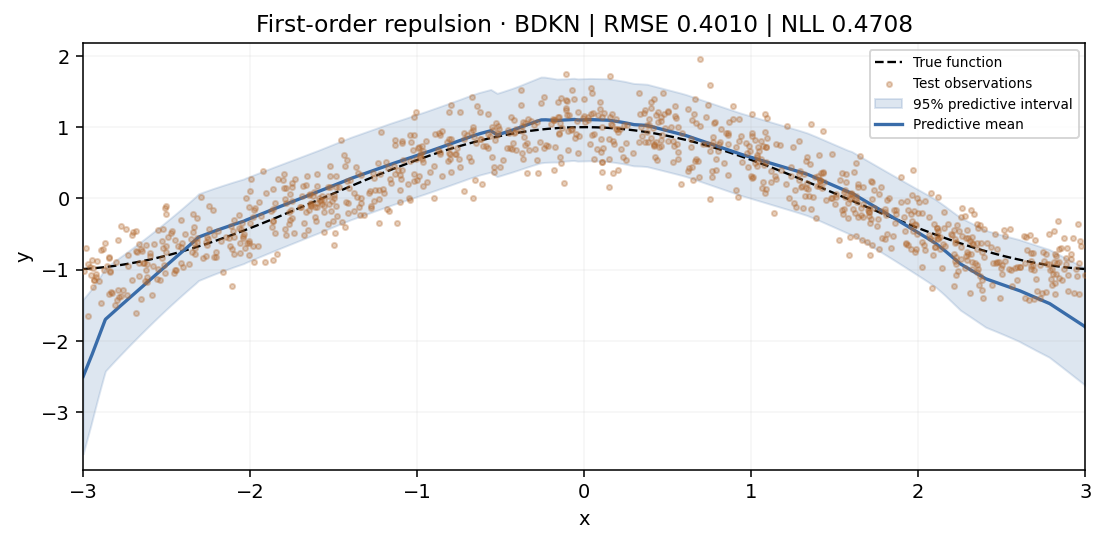 First-order repulsion · BDKN | RMSE 0.4010 | NLL 0.4708
True function
Test observations
95% predictive interval
Predictive mean
y
2
1
0
−1
−2
−3
−3
−2
−1
0
1
2
3
x